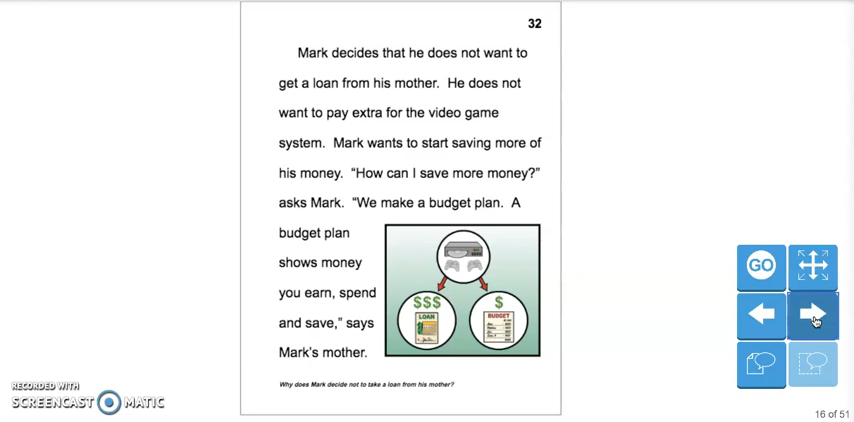 32
Mark decides that he does not want to
get a loan from his mother. He does not
want to pay extra for the video game
system. Mark wants to start saving more of
his money. “How can I save more money?”
asks Mark. “We make a budget plan. A
budget plan
shows money
you earn, spend
and save,” says
Mark’s mother.
$$$
LOAN
$
BUDGET
Why does Mark decide not to take a loan from his mother?
GO
RECORDED WITH
SCREENCAST MATIC
16 of 51